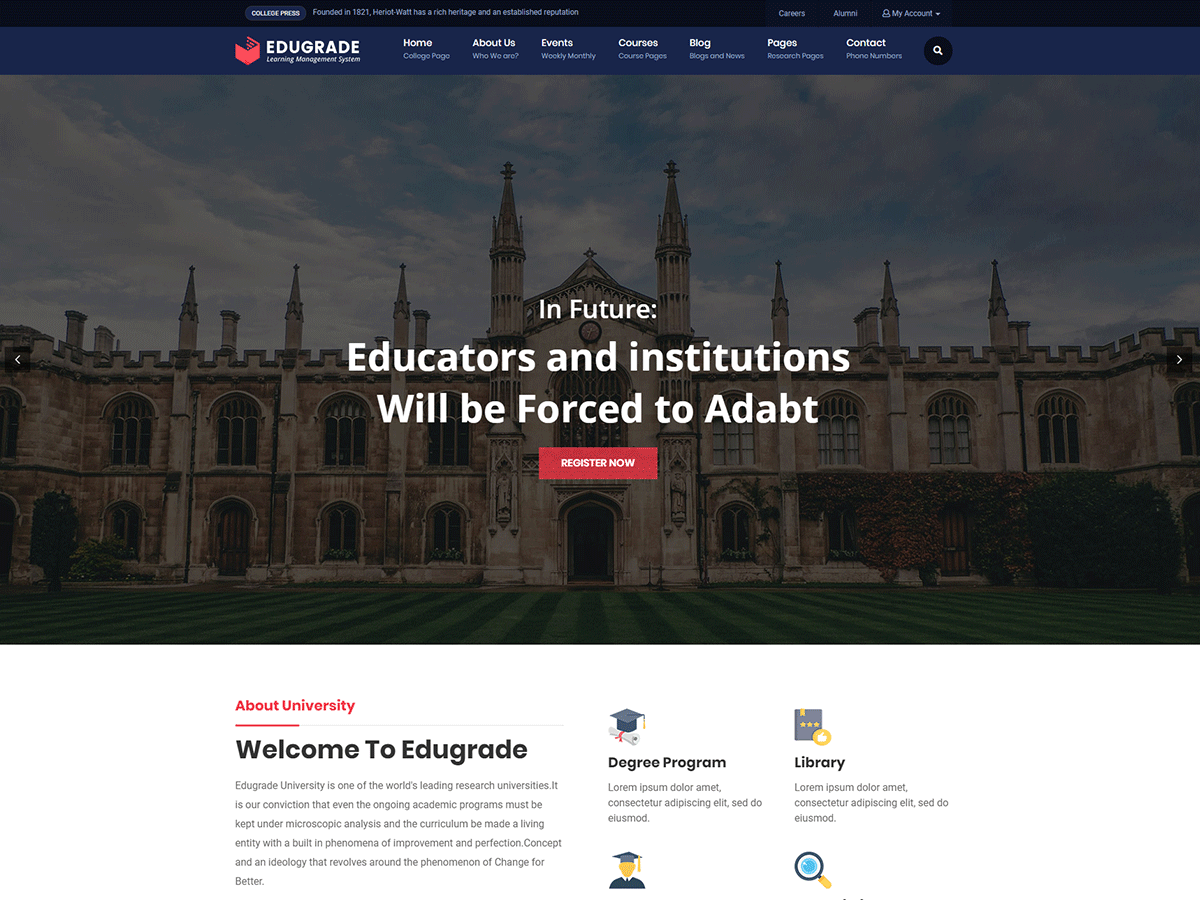 COLLEGE PRESS Founded in 1821, Heriot-Watt has a rich heritage and an established reputation Careers Alumni My Account
EDUGRADE
Learning Management System
Home About Us Events Courses Blog Pages Contact
College Page Who We are? Weekly Monthly Course Pages Blogs and News Research Pages Phone Numbers
In Future:
Educators and institutions
Will be Forced to Adabt
REGISTER NOW
About University
Welcome To Edugrade
Edugrade University is one of the world's leading research universities.It
is our conviction that even the ongoing academic programs must be
kept under microscopic analysis and the curriculum be made a living
entity with a built in phenomena of improvement and perfection.Concept
and an ideology that revolves around the phenomenon of Change for
Better.
Degree Program
Lorem ipsum dolor amet,
consectetur adipiscing elit, sed do
eiusmod.
Library
Lorem ipsum dolor amet,
consectetur adipiscing elit, sed do
eiusmod.